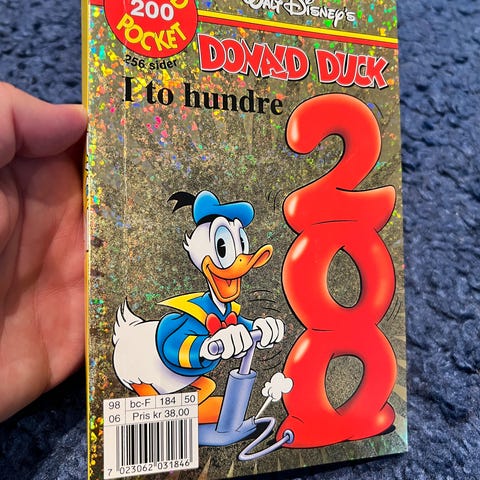 200
POCKET
256 sider
WALT DISNEY'S
DONALD DUCK
I to hundre
200
98 bc-F 184 50
06 Pris kr 38,00
7 023062 031846